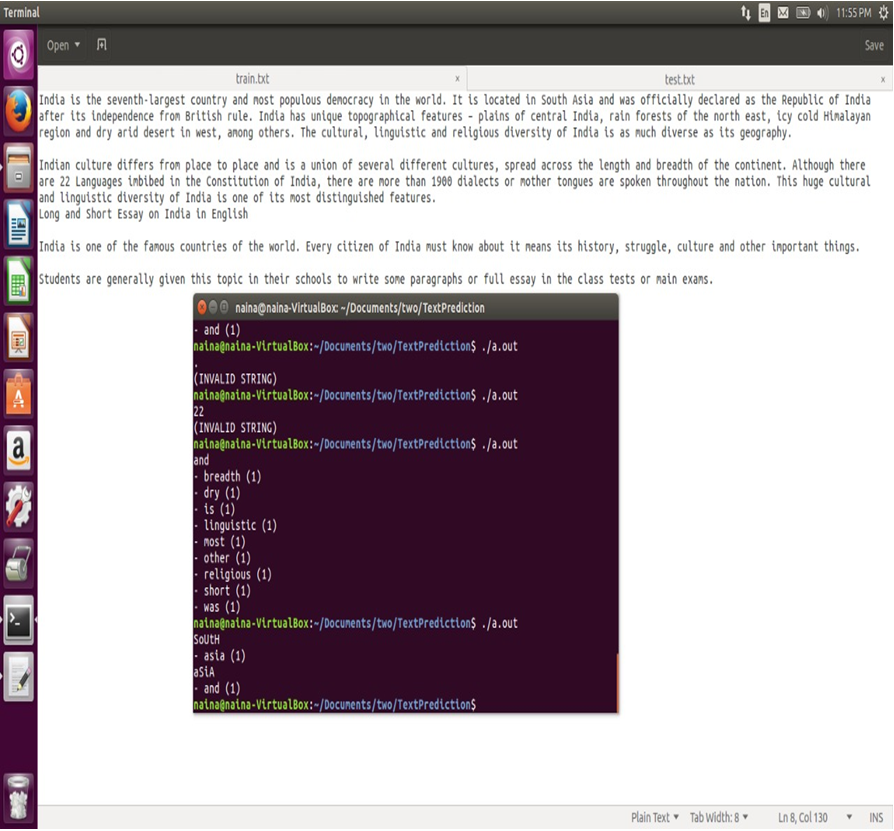 Terminal
En
11:55 PM
Open
Save
train.txt
x
test.txt
x
India is the seventh-largest country and most populous democracy in the world. It is located in South Asia and was officially declared as the Republic of India
after its independence from British rule. India has unique topographical features - plains of central India, rain forests of the north east, icy cold Himalayan
region and dry arid desert in west, among others. The cultural, linguistic and religious diversity of India is as much diverse as its geography.
Indian culture differs from place to place and is a union of several different cultures, spread across the length and breadth of the continent. Although there
are 22 Languages imbibed in the Constitution of India, there are more than 1900 dialects or mother tongues are spoken throughout the nation. This huge cultural
and linguistic diversity of India is one of its most distinguished features.
Long and Short Essay on India in English
India is one of the famous countries of the world. Every citizen of India must know about it means its history, struggle, culture and other important things.
Students are generally given this topic in their schools to write some paragraphs or full essay in the class tests or main exams.
naina@naina-VirtualBox: ~/Documents/two/TextPrediction
- and (1)
naina@naina-VirtualBox:~/Documents/two/TextPrediction$ ./a.out
.
(INVALID STRING)
naina@naina-VirtualBox:~/Documents/two/TextPrediction$ ./a.out
22
(INVALID STRING)
naina@naina-VirtualBox:~/Documents/two/TextPrediction$ ./a.out
and
- breadth (1)
- dry (1)
- is (1)
- linguistic (1)
- most (1)
- other (1)
- religious (1)
- short (1)
- was (1)
naina@naina-VirtualBox:~/Documents/two/TextPrediction$ ./a.out
SoUtH
- asia (1)
aSiA
- and (1)
naina@naina-VirtualBox:~/Documents/two/TextPrediction$
Plain Text
Tab Width: 8
Ln 8, Col 130
INS